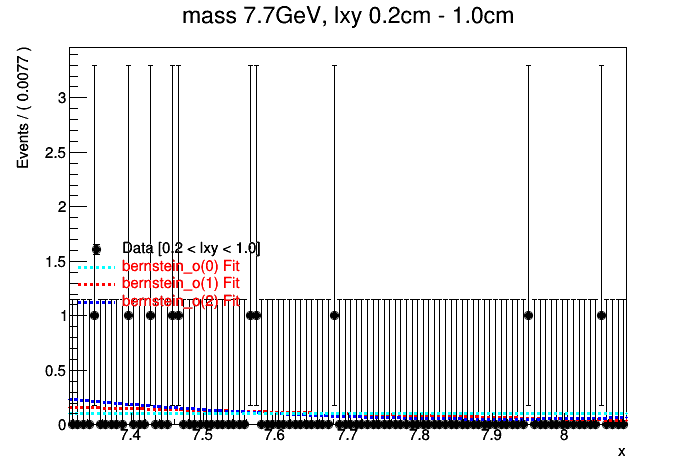 mass 7.7GeV, lxy 0.2cm - 1.0cm
Events / ( 0.0077 )
3
2.5
2
1.5
1
0.5
0
Data [0.2 < lxy < 1.0]
bernstein_o(0) Fit
bernstein_o(1) Fit
bernstein_o(2) Fit
7.4 7.5 7.6 7.7 7.8 7.9 8
x